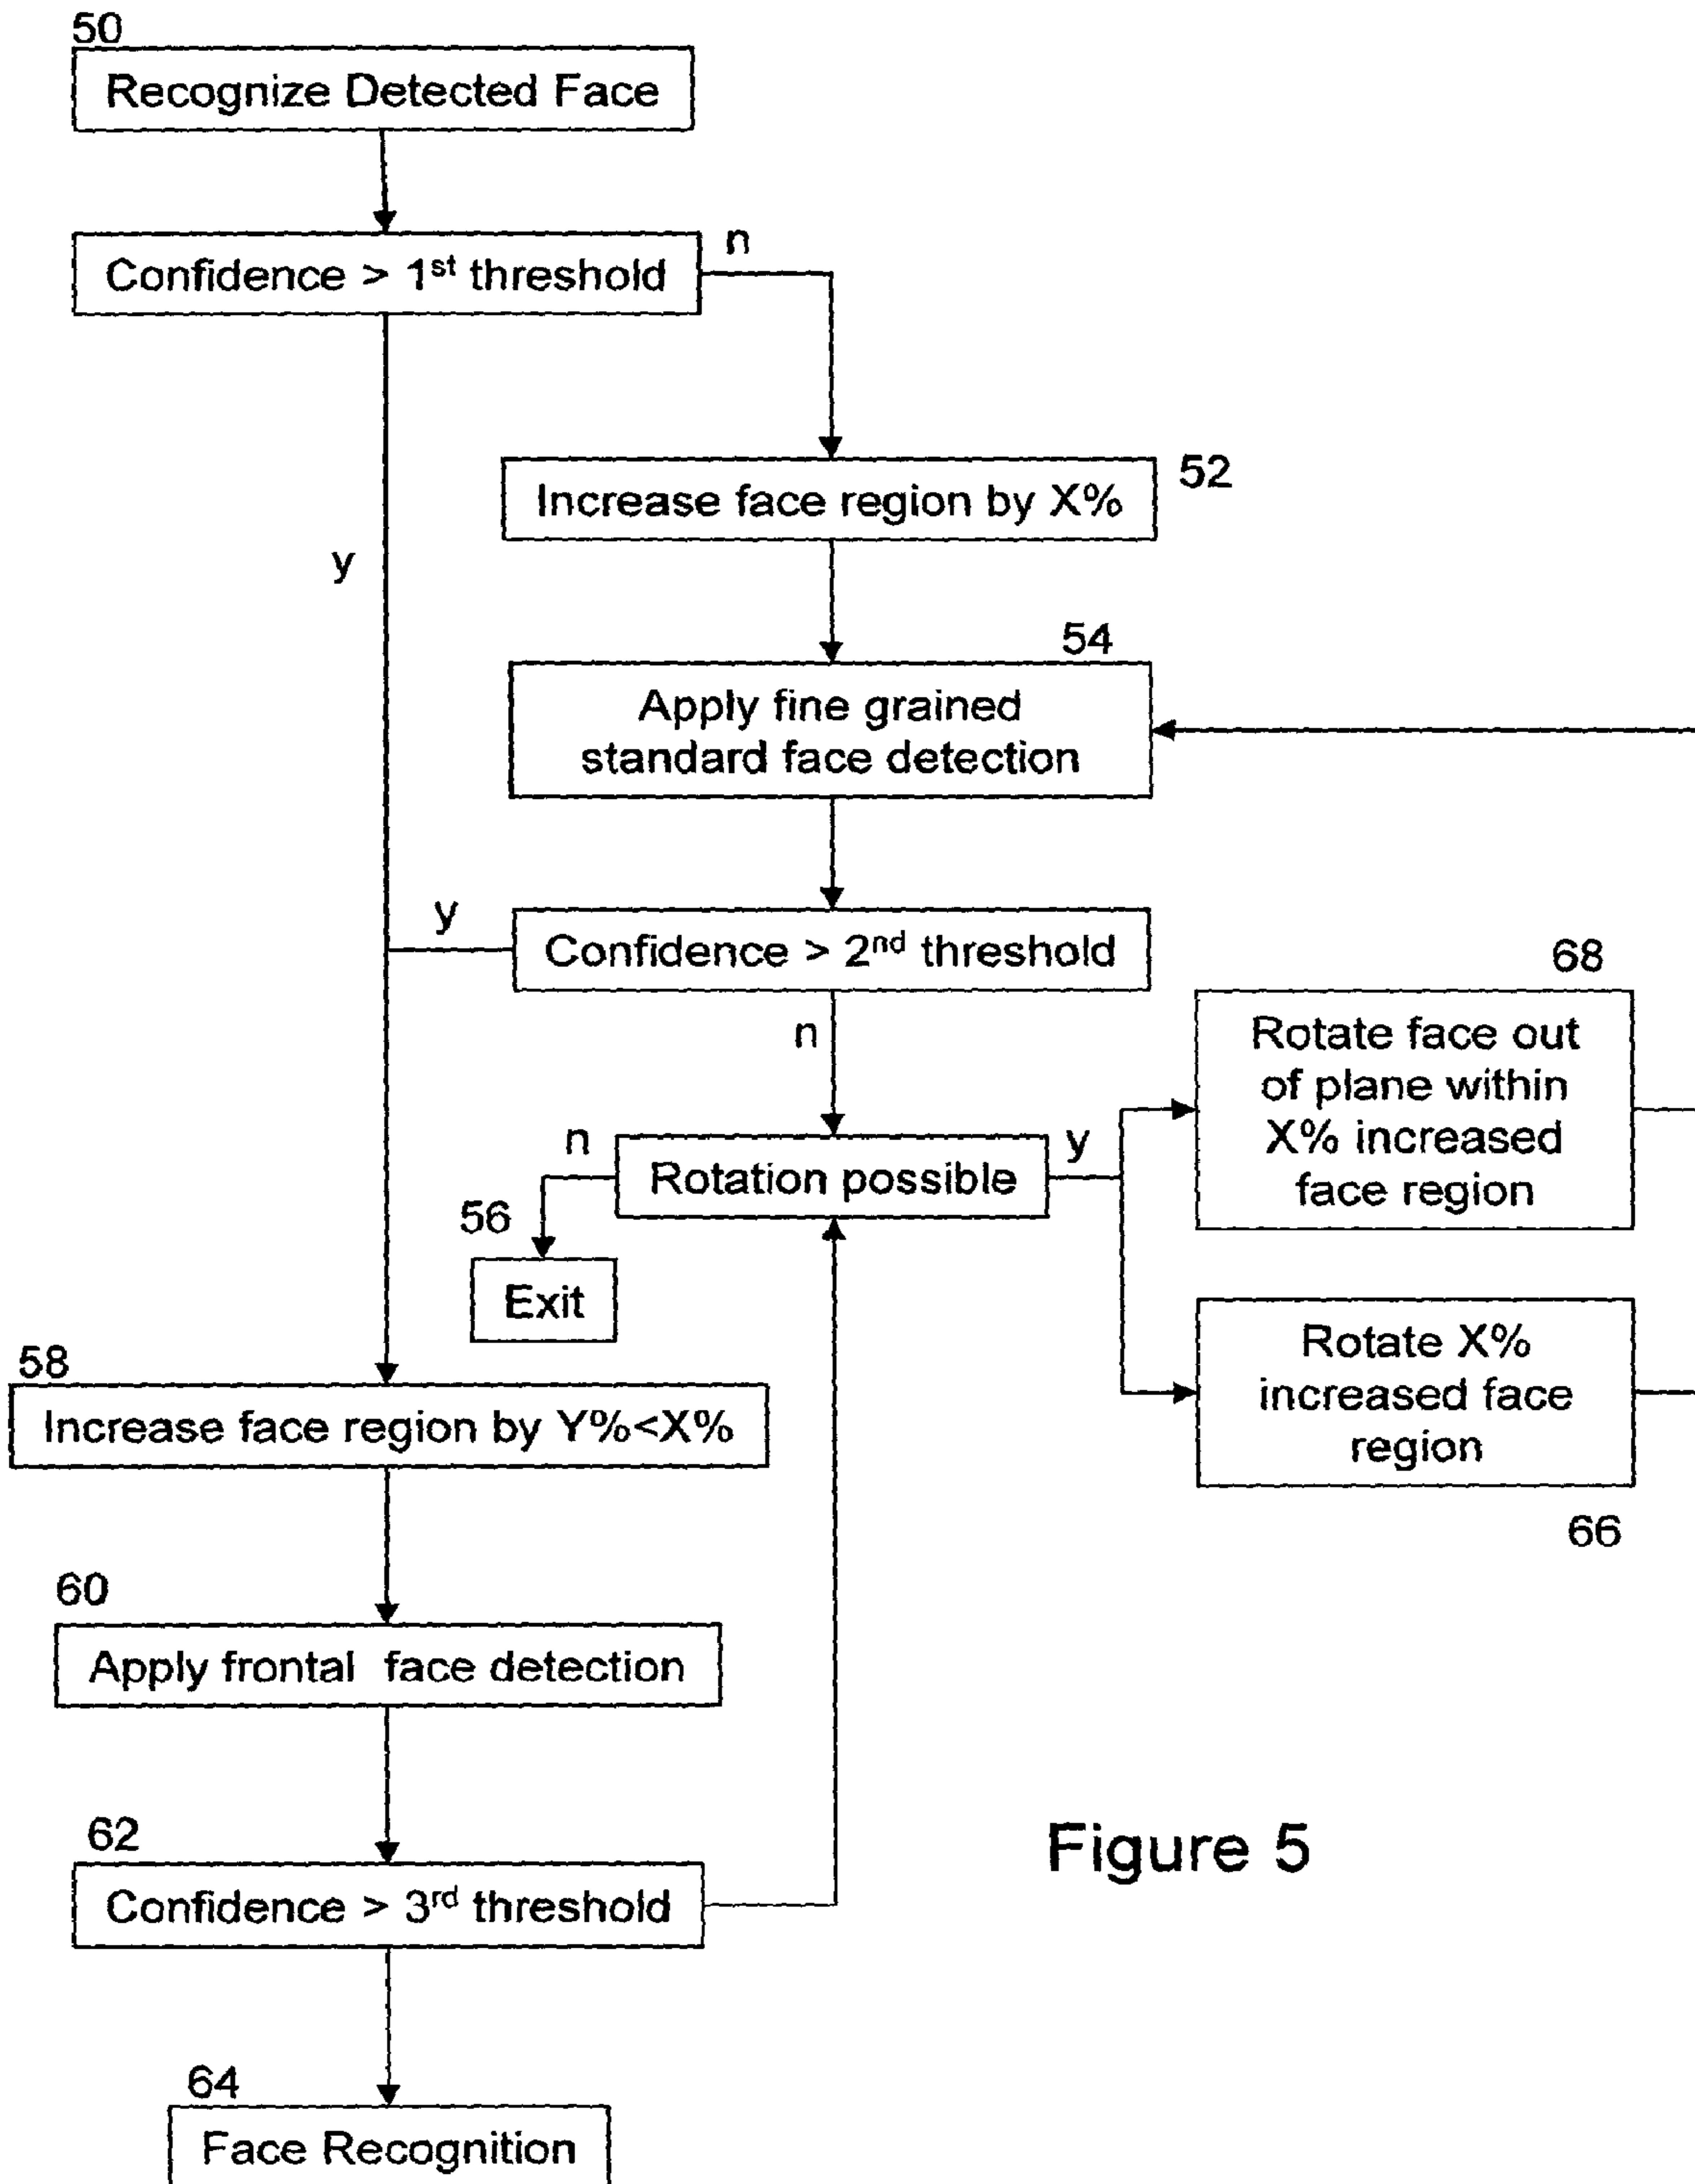 50
Recognize Detected Face
Confidence > 1st threshold
n
y
Increase face region by X%
52
54
Apply fine grained
standard face detection
y
Confidence > 2nd threshold
n
68
Rotate face out
of plane within
X% increased
face region
n
Rotation possible
y
56
Exit
Rotate X%
increased face
region
66
58
Increase face region by Y%<X%
60
Apply frontal face detection
62
Confidence > 3rd threshold
Figure 5
64
Face Recognition